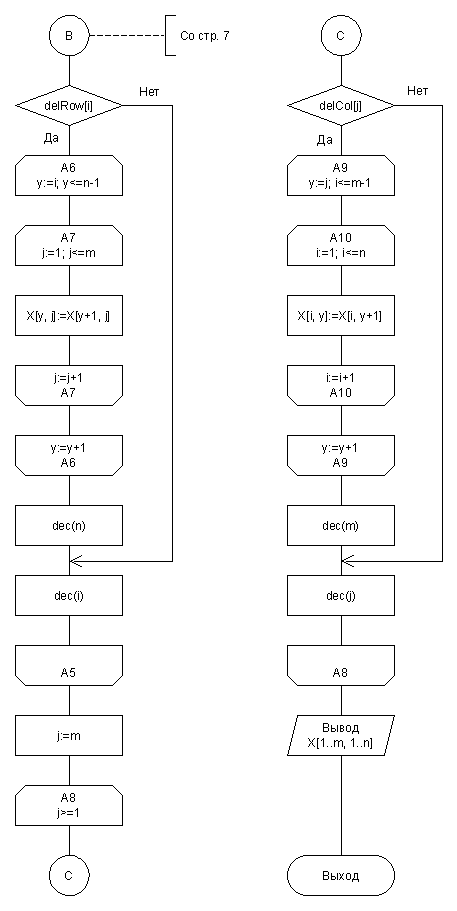 B
Со стр. 7
delRow[i]
Нет
Да
A6
y:=i; y<=n-1
A7
j:=1; j<=m
X[y, j]:=X[y+1, j]
j:=j+1
A7
y:=y+1
A6
dec(n)
dec(i)
A5
j:=m
A8
j>=1
C
C
delCol[j]
Нет
Да
A9
y:=j; i<=m-1
A10
i:=1; i<=n
X[i, y]:=X[i, y+1]
i:=i+1
A10
y:=y+1
A9
dec(m)
dec(j)
A8
Вывод
X[1..m, 1..n]
Выход